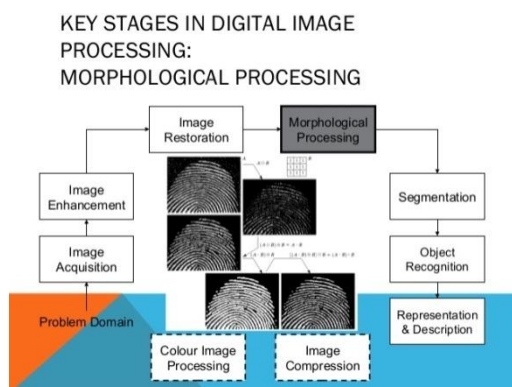 KEY STAGES IN DIGITAL IMAGE
PROCESSING:
MORPHOLOGICAL PROCESSING
Image
Restoration
Morphological
Processing
Image
Enhancement
Segmentation
Image
Acquisition
Object
Recognition
Problem Domain
Representation
& Description
Colour Image
Processing
Image
Compression